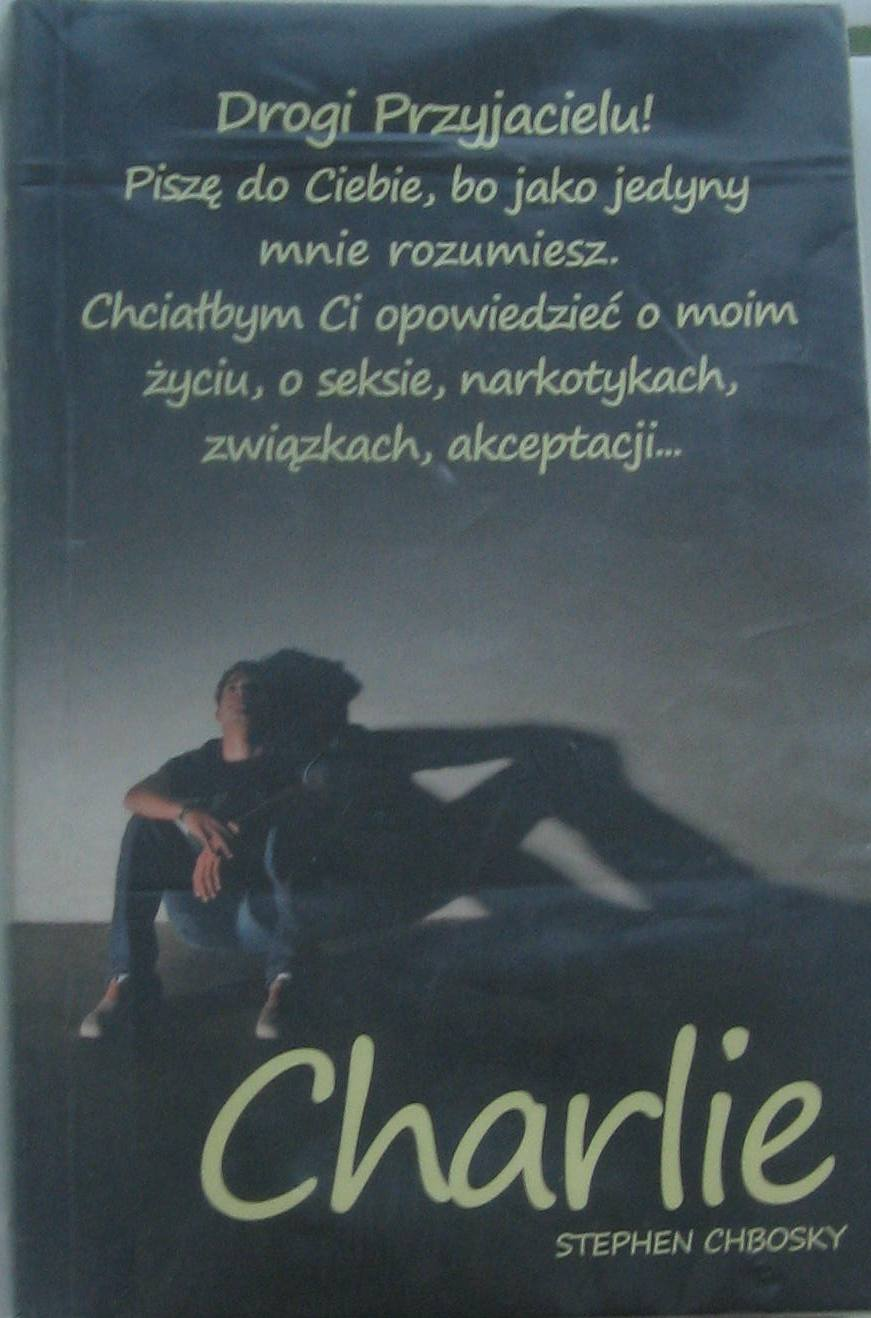 Drogi Przyjacielu!
Piszę do Ciebie, bo jako jedyny
mnie rozumiesz.
Chciałbym Ci opowiedzieć o moim
życiu, o seksie, narkotykach,
związkach, akceptacji...
Charlie
STEPHEN CHBOSKY